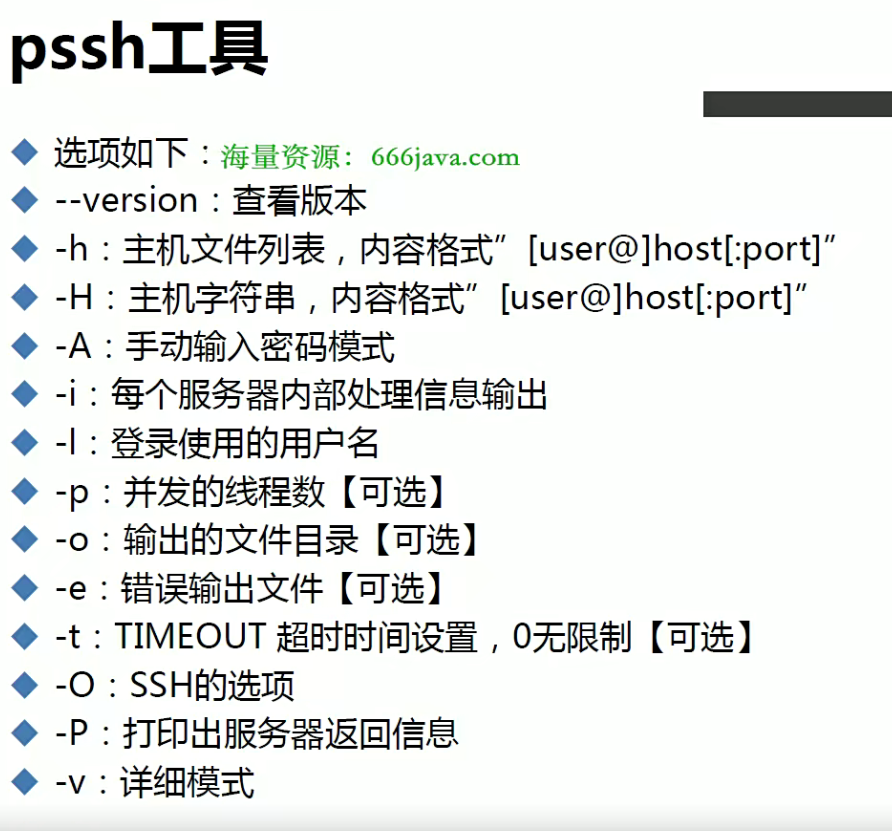 pssh工具
选项如下：海量资源：666java.com
--version：查看版本
-h：主机文件列表，内容格式”[user@]host[:port]”
-H：主机字符串，内容格式”[user@]host[:port]”
-A：手动输入密码模式
-i：每个服务器内部处理信息输出
-l：登录使用的用户名
-p：并发的线程数【可选】
-o：输出的文件目录【可选】
-e：错误输出文件【可选】
-t：TIMEOUT 超时时间设置，0无限制【可选】
-O：SSH的选项
-P：打印出服务器返回信息
-v：详细模式